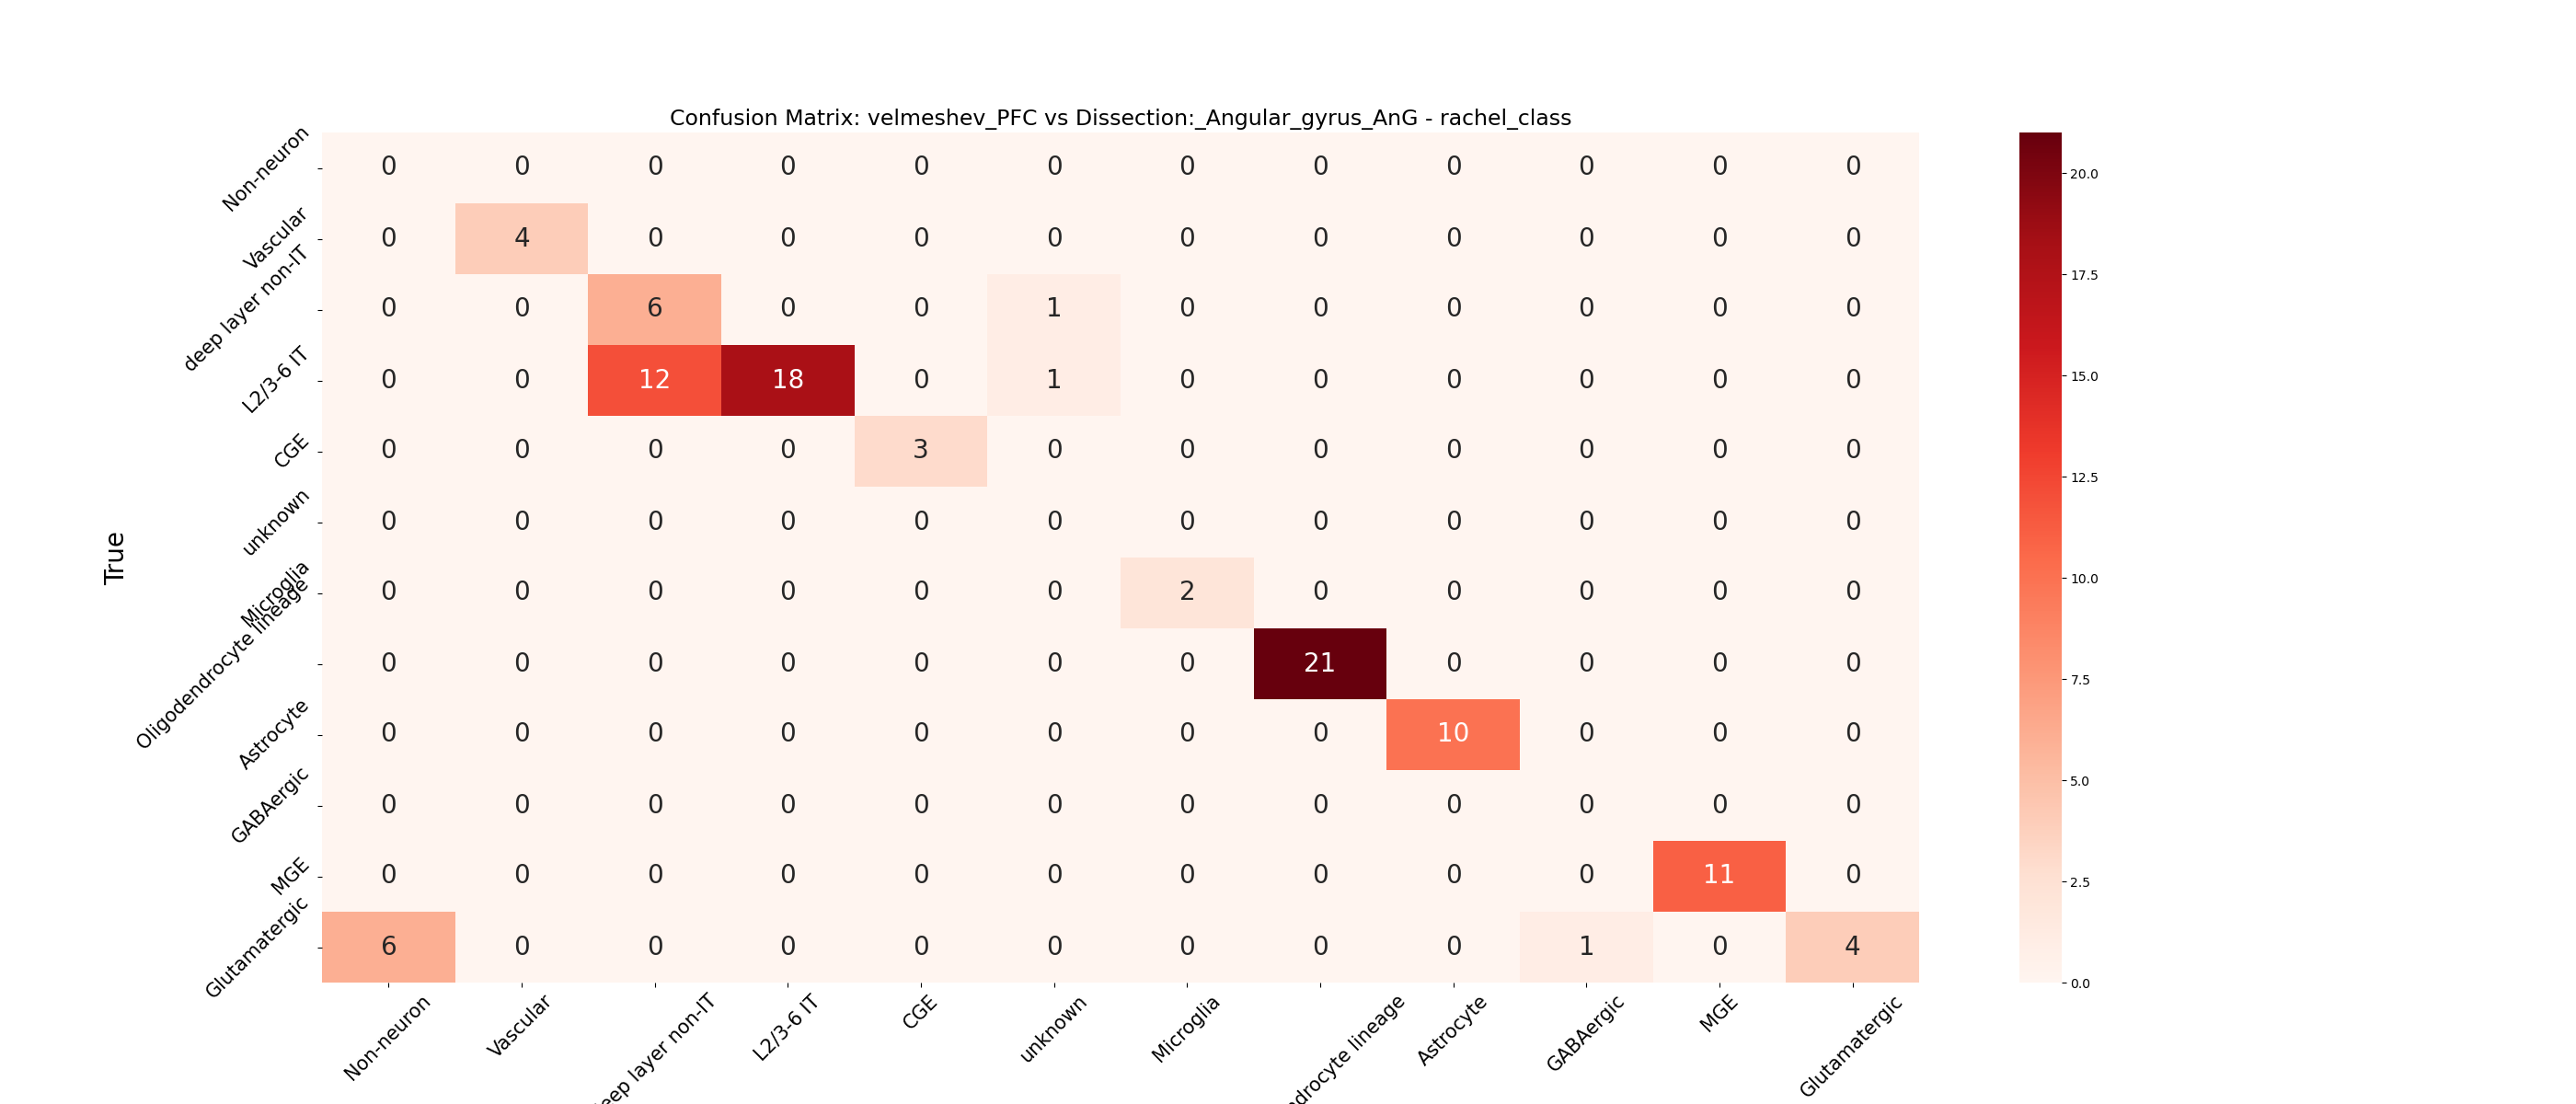 Confusion Matrix: velmeshev_PFC vs Dissection:_Angular_gyrus_AnG - rachel_class
True
Non-neuron 0 0 0 0 0 0 0 0 0 0 0 0
Vascular 0 4 0 0 0 0 0 0 0 0 0 0
deep layer non-IT 0 0 6 0 0 1 0 0 0 0 0 0
L2/3-6 IT 0 0 12 18 0 1 0 0 0 0 0 0
CGE 0 0 0 0 3 0 0 0 0 0 0 0
unknown 0 0 0 0 0 0 0 0 0 0 0 0
Microglia 0 0 0 0 0 0 2 0 0 0 0 0
Oligodendrocyte lineage 0 0 0 0 0 0 0 21 0 0 0 0
Astrocyte 0 0 0 0 0 0 0 0 10 0 0 0
GABAergic 0 0 0 0 0 0 0 0 0 0 0 0
MGE 0 0 0 0 0 0 0 0 0 0 11 0
Glutamatergic 6 0 0 0 0 0 0 0 0 1 0 4
Non-neuron
Vascular
eep layer non-IT
L2/3-6 IT
CGE
unknown
Microglia
ndrocyte lineage
Astrocyte
GABAergic
MGE
Glutamatergic
20.0
17.5
15.0
12.5
10.0
7.5
5.0
2.5
0.0